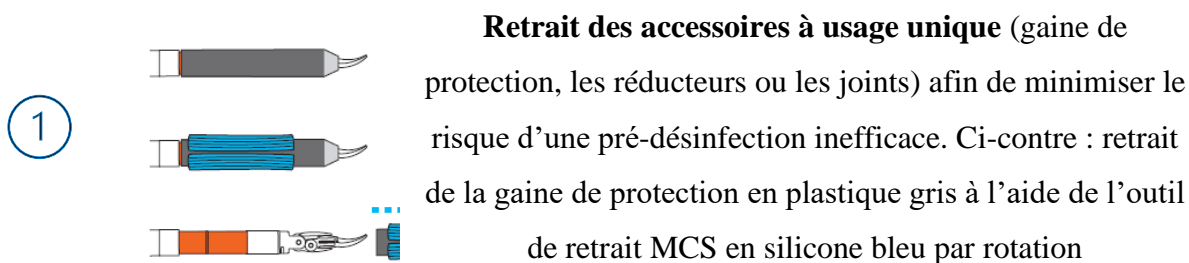 1
Retrait des accessoires à usage unique (gaine de
protection, les réducteurs ou les joints) afin de minimiser le
risque d’une pré-désinfection inefficace. Ci-contre : retrait
de la gaine de protection en plastique gris à l’aide de l’outil
de retrait MCS en silicone bleu par rotation